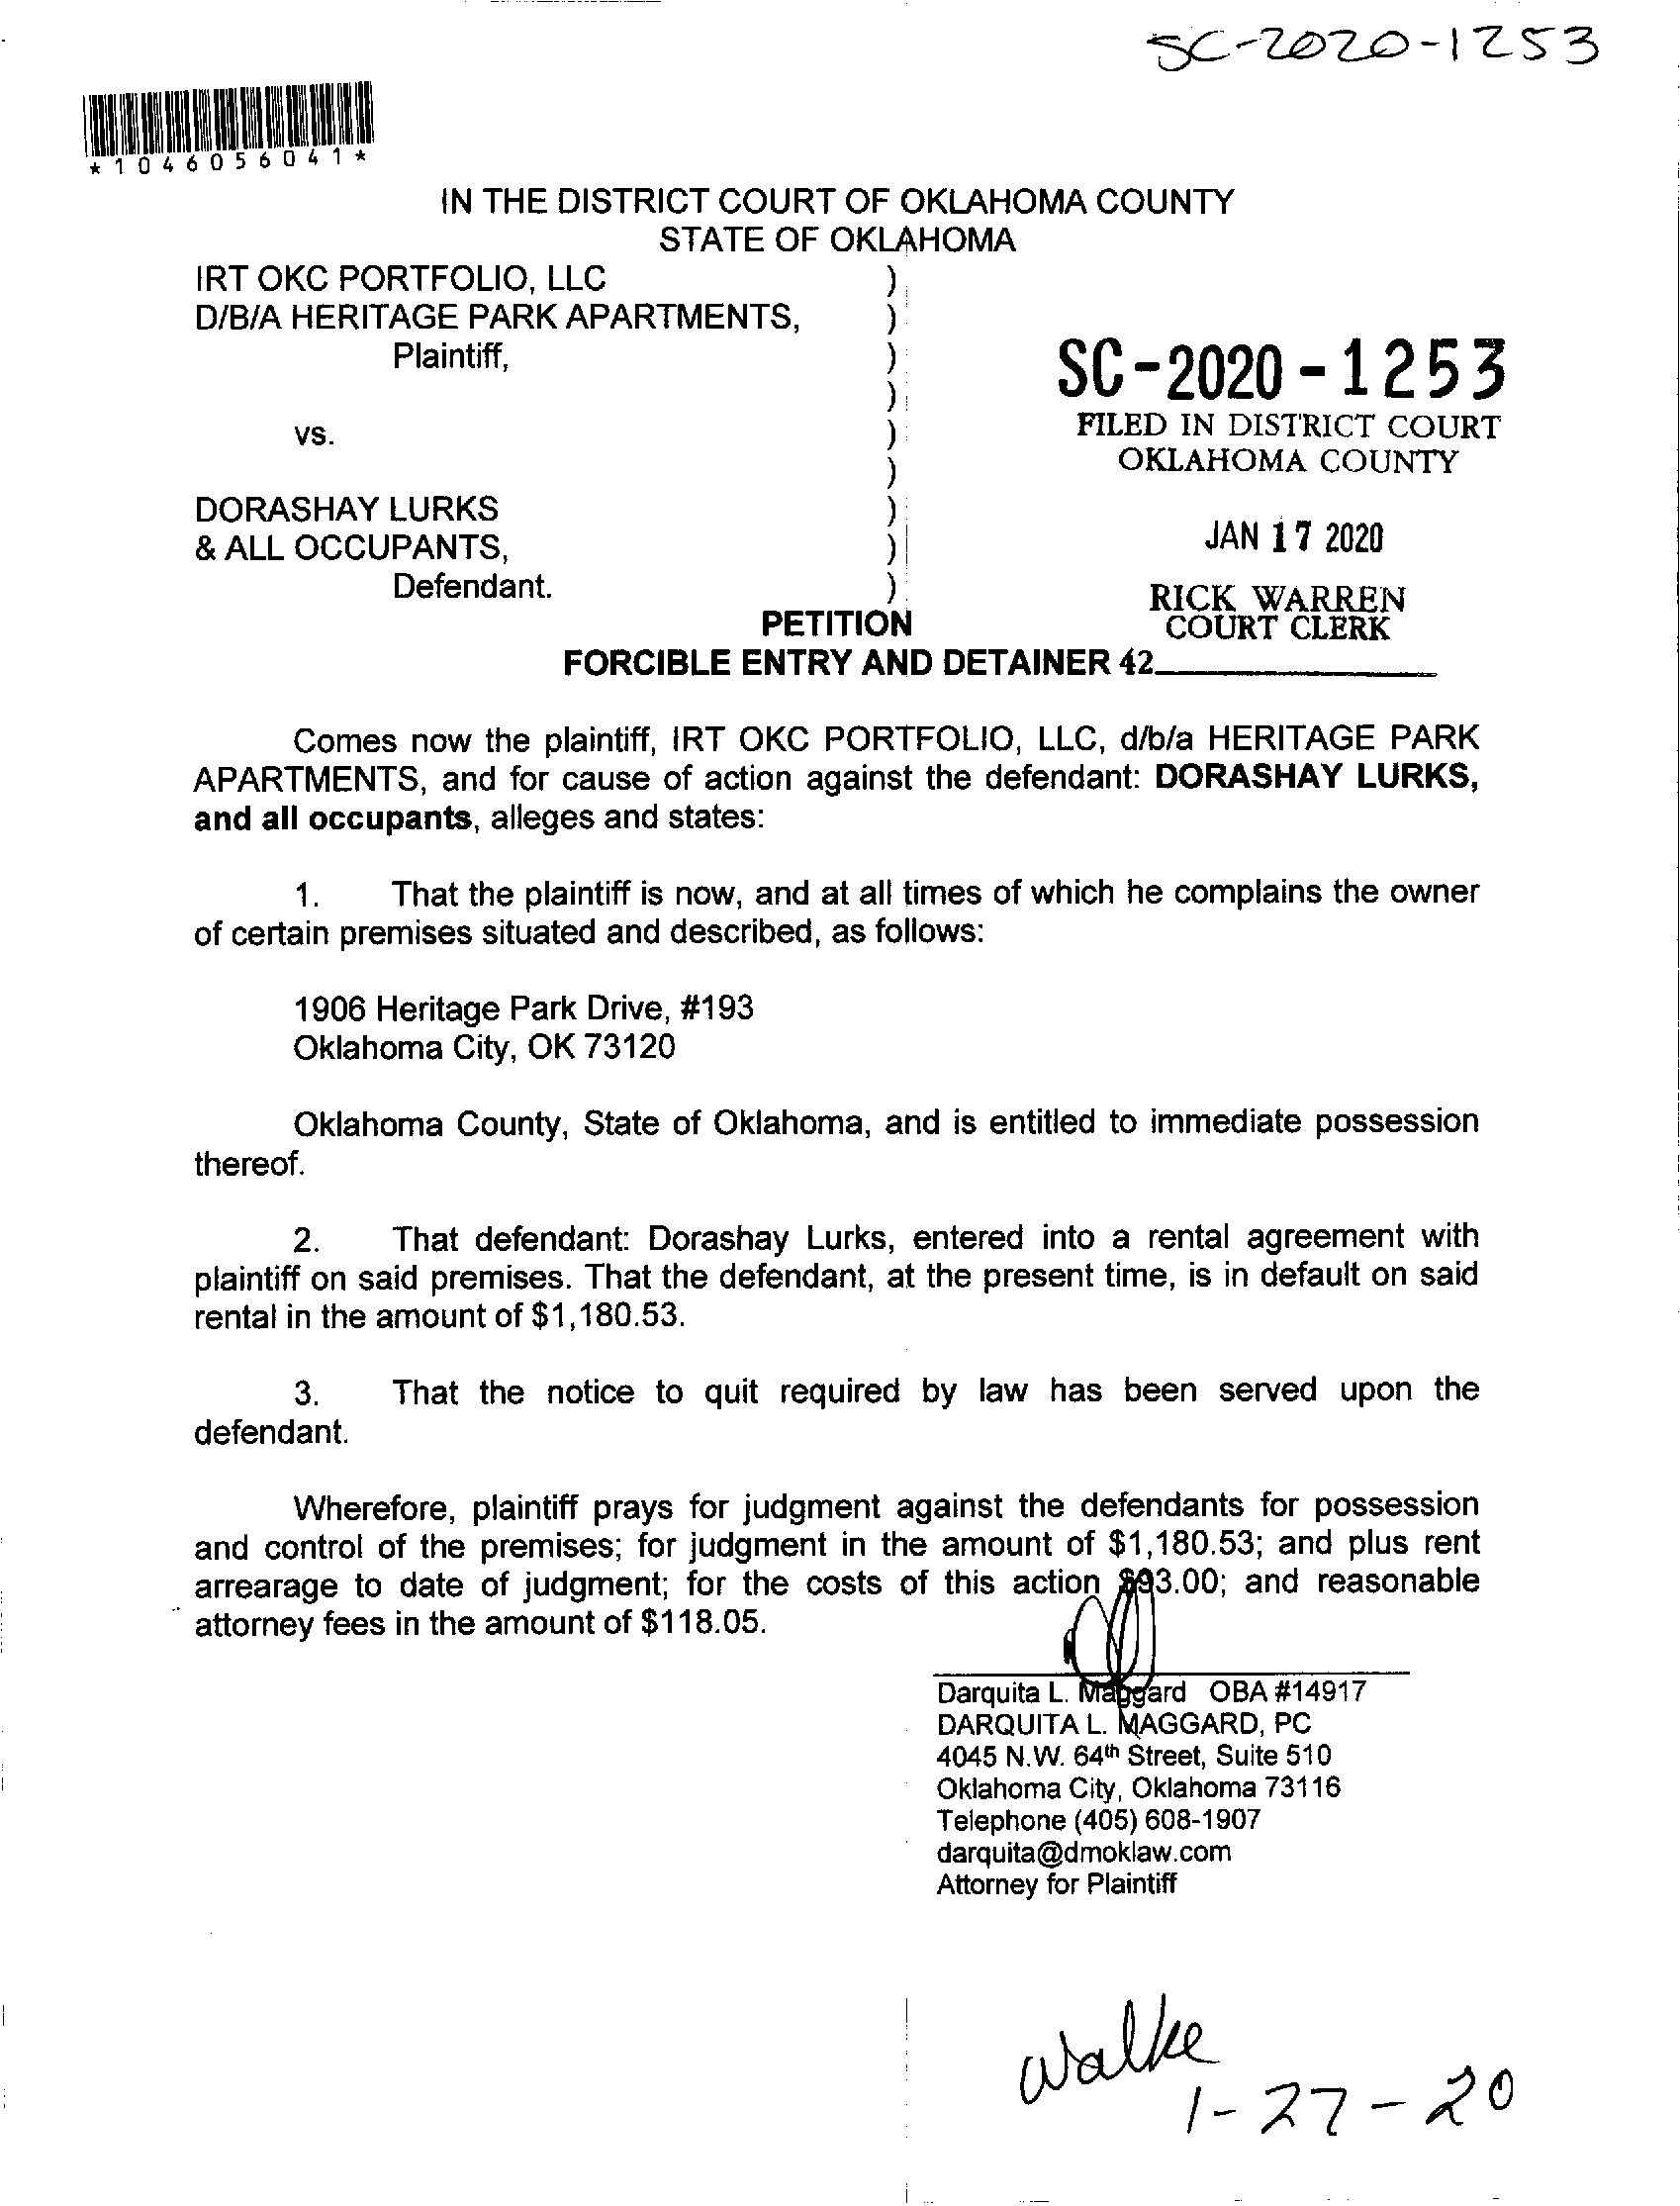 SC-2020-1253
*1046056041*
IN THE DISTRICT COURT OF OKLAHOMA COUNTY
STATE OF OKLAHOMA
IRT OKC PORTFOLIO, LLC )
D/B/A HERITAGE PARK APARTMENTS, )
Plaintiff, )
)
vs. )
)
DORASHAY LURKS )
& ALL OCCUPANTS, )
Defendant. )
SC-2020-1253
FILED IN DISTRICT COURT
OKLAHOMA COUNTY
JAN 17 2020
RICK WARREN
COURT CLERK
42
PETITION
FORCIBLE ENTRY AND DETAINER
Comes now the plaintiff, IRT OKC PORTFOLIO, LLC, d/b/a HERITAGE PARK
APARTMENTS, and for cause of action against the defendant: DORASHAY LURKS,
and all occupants, alleges and states:
1. That the plaintiff is now, and at all times of which he complains the owner
of certain premises situated and described, as follows:
1906 Heritage Park Drive, #193
Oklahoma City, OK 73120
Oklahoma County, State of Oklahoma, and is entitled to immediate possession
thereof.
2. That defendant: Dorashay Lurks, entered into a rental agreement with
plaintiff on said premises. That the defendant, at the present time, is in default on said
rental in the amount of $1,180.53.
3. That the notice to quit required by law has been served upon the
defendant.
Wherefore, plaintiff prays for judgment against the defendants for possession
and control of the premises; for judgment in the amount of $1,180.53; and plus rent
arrearage to date of judgment; for the costs of this action $93.00; and reasonable
attorney fees in the amount of $118.05.
Darquita L. Maggard OBA #14917
DARQUITA L. MAGGARD, PC
4045 N.W. 64th Street, Suite 510
Oklahoma City, Oklahoma 73116
Telephone (405) 608-1907
darquita@dmoklaw.com
Attorney for Plaintiff
Walke
1-27-20